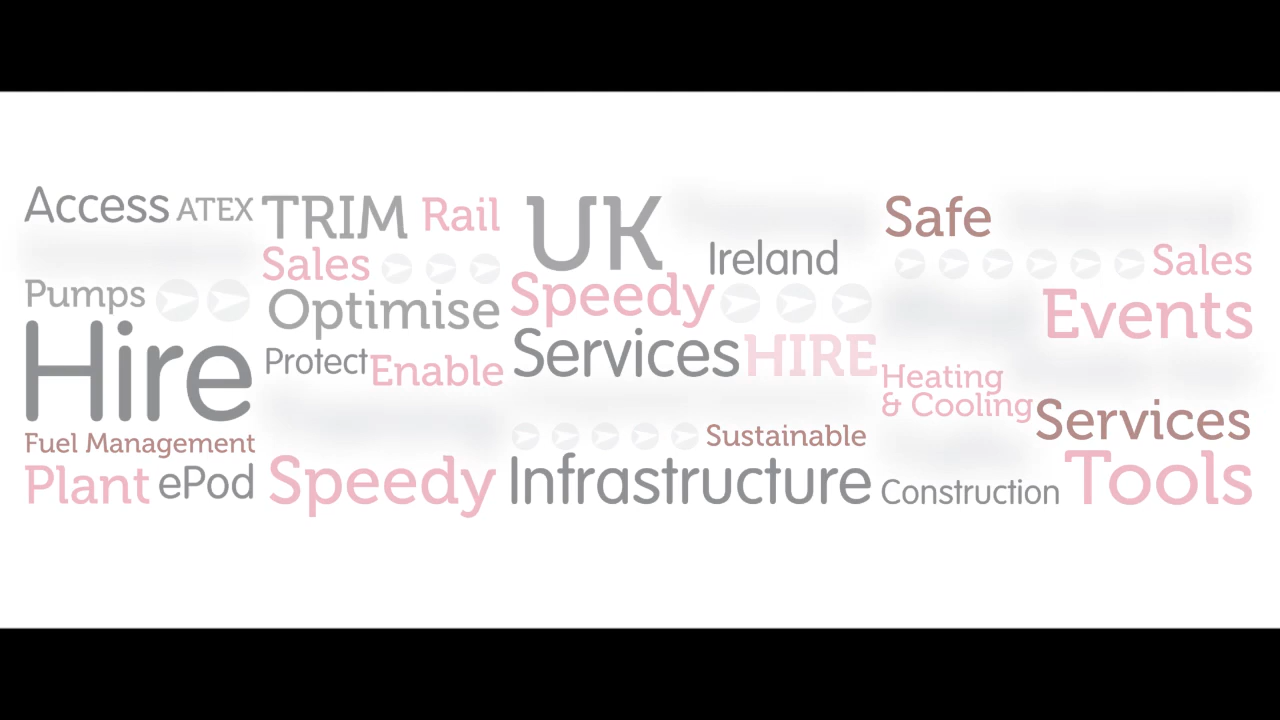 Access ATEX
Pumps
Hire
Fuel Management
Plant ePod
TRIM Rail
Sales
Optimise
Protect Enable
Speedy
UK
Ireland
Speedy
Services HIRE
Sustainable
Infrastructure
Safe
Sales
Events
Heating
& Cooling
Services
Tools
Construction